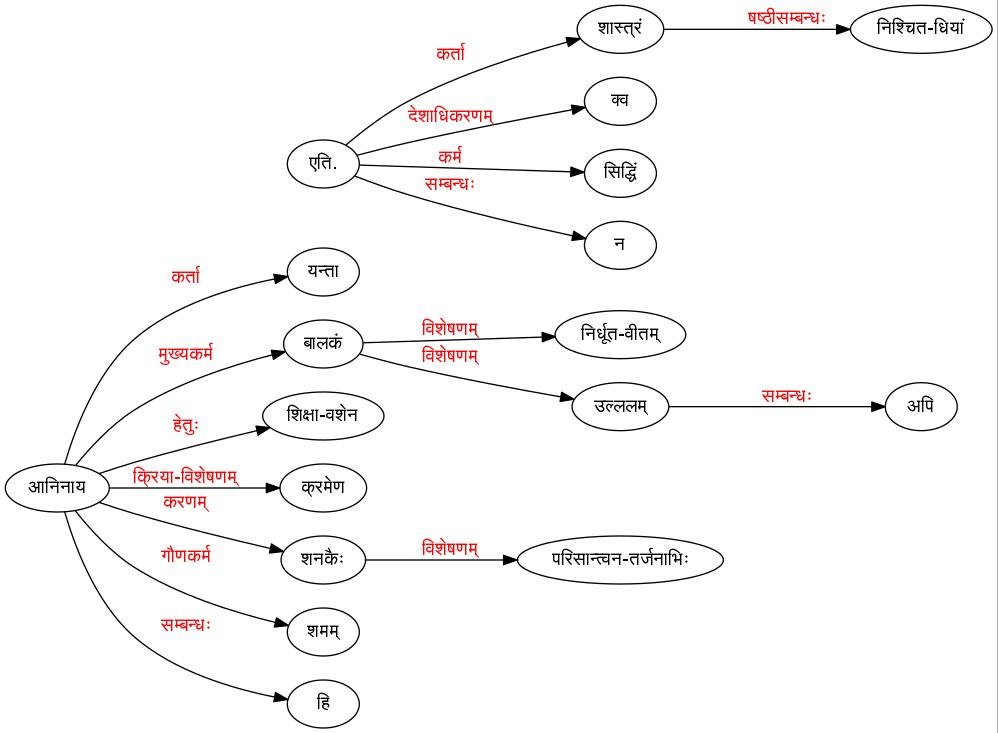 षष्ठीसम्बन्धः
शास्त्रं
निश्चित-धियां
कर्ता
देशाधिकरणम्
क्व
एति.
कर्म
सिद्धिं
सम्बन्धः
न
कर्ता
यन्ता
मुख्यकर्म
बालकं
विशेषणम्
निर्धूत-वीतम्
विशेषणम्
उल्ललम्
सम्बन्धः
अपि
हेतुः
शिक्षा-वशेन
आनिनाय
क्रिया-विशेषणम्
क्रमेण
करणम्
शनकैः
विशेषणम्
परिसान्त्वन-तर्जनाभिः
गौणकर्म
शमम्
सम्बन्धः
हि